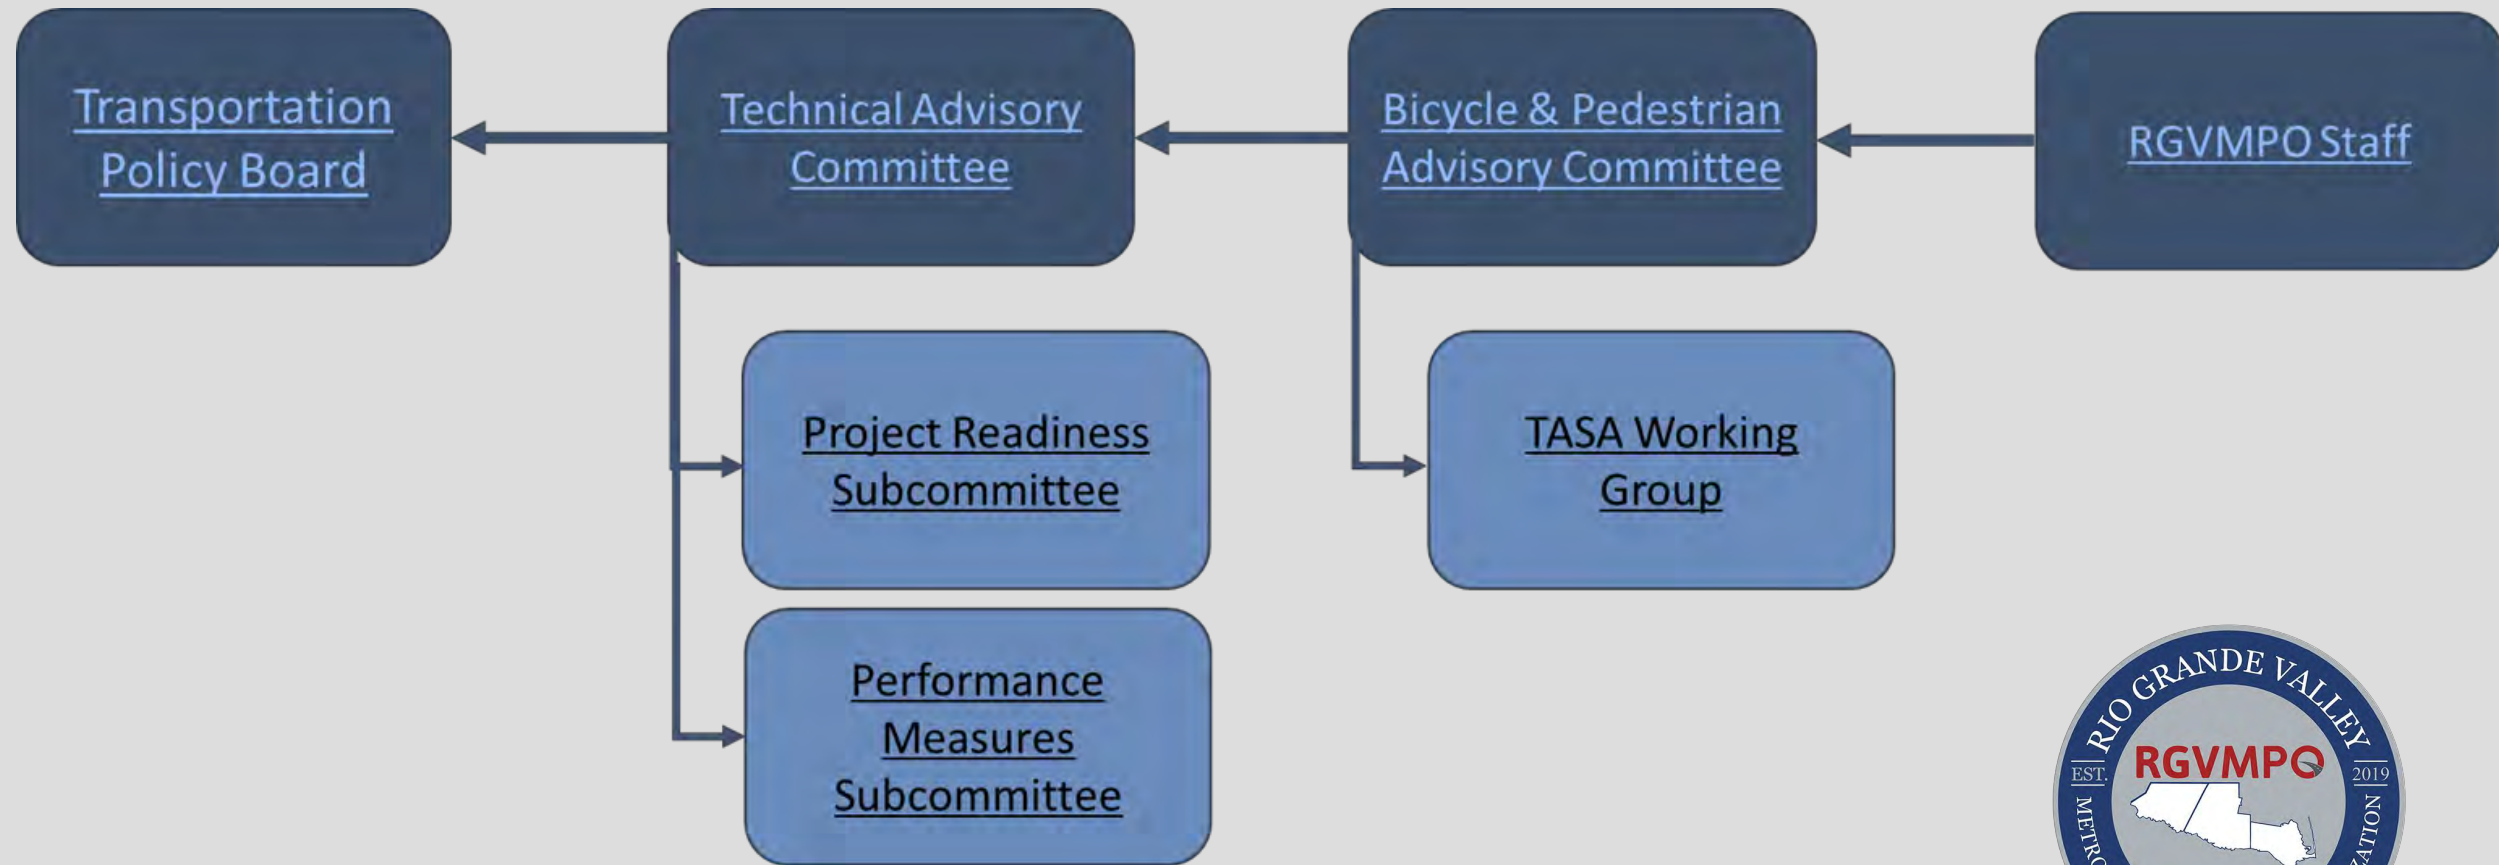 Transportation
Policy Board
Technical Advisory
Committee
Bicycle & Pedestrian
Advisory Committee
RGVMPO Staff
Project Readiness
Subcommittee
TASA Working
Group
Performance
Measures
Subcommittee
RIO GRANDE VALLEY
RGVMPO
EST.
2019